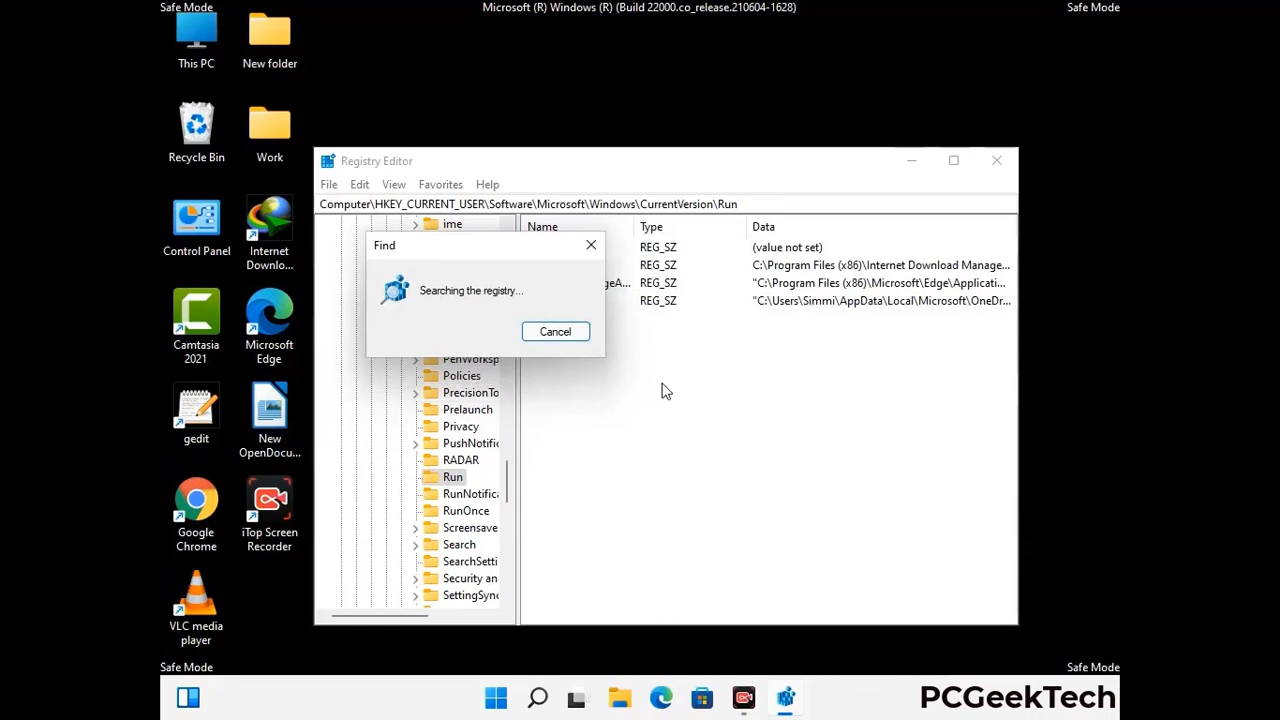 Safe Mode
Microsoft (R) Windows (R) (Build 22000.co_release.210604-1628)
Safe Mode
This PC
New folder
Recycle Bin
Work
Control Panel
Internet
Downlo...
Camtasia
2021
Microsoft
Edge
gedit
New
OpenDocu...
Google
Chrome
iTop Screen
Recorder
VLC media
player
Registry Editor
File
Edit
View
Favorites
Help
Computer\HKEY_CURRENT_USER\Software\Microsoft\Windows\CurrentVersion\Run
ime
Policies
PrecisionTo
Prelaunch
Privacy
PushNotific
RADAR
Run
RunNotifica
RunOnce
Screensave
Search
SearchSetti
Security an
SettingSync
Name
Type
Data
REG_SZ
(value not set)
REG_SZ
C:\Program Files (x86)\Internet Download Manage...
geA...
REG_SZ
"C:\Program Files (x86)\Microsoft\Edge\Applicati...
REG_SZ
"C:\Users\Simmi\AppData\Local\Microsoft\OneDr...
Find
Searching the registry...
Cancel
Safe Mode
Safe Mode
PCGeekTech